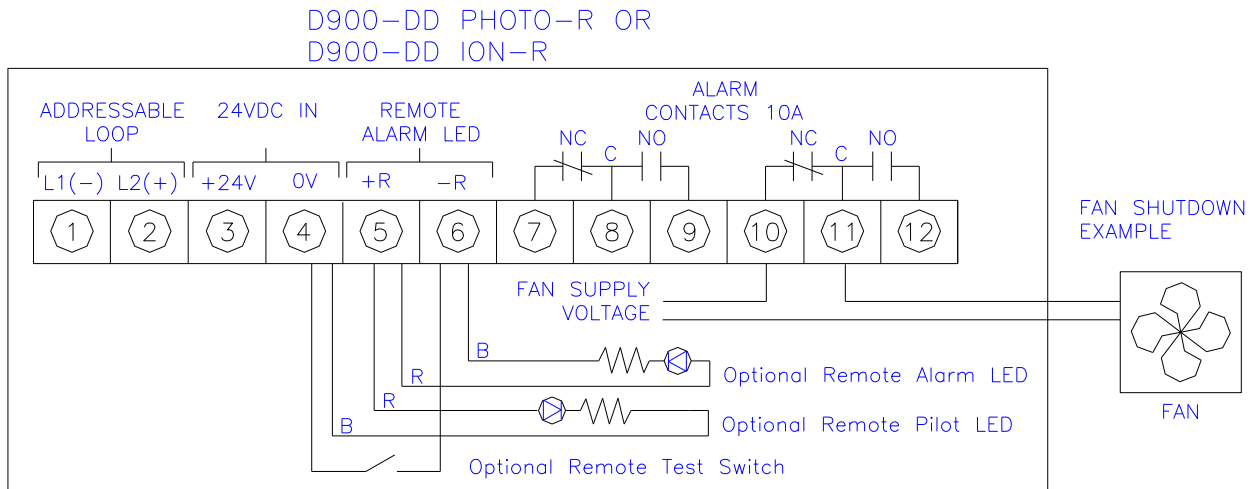 D900-DD PHOTO-R OR
D900-DD ION-R
ADDRESSABLE
LOOP
24VDC IN
REMOTE
ALARM LED
ALARM
CONTACTS 10A
NC
C
NO
NC
C
NO
L1(-)
L2(+)
+24V
0V
+R
-R
1
2
3
4
5
6
7
8
9
10
11
12
FAN SHUTDOWN
EXAMPLE
FAN SUPPLY
VOLTAGE
B
R
Optional Remote Alarm LED
R
B
Optional Remote Pilot LED
Optional Remote Test Switch
FAN